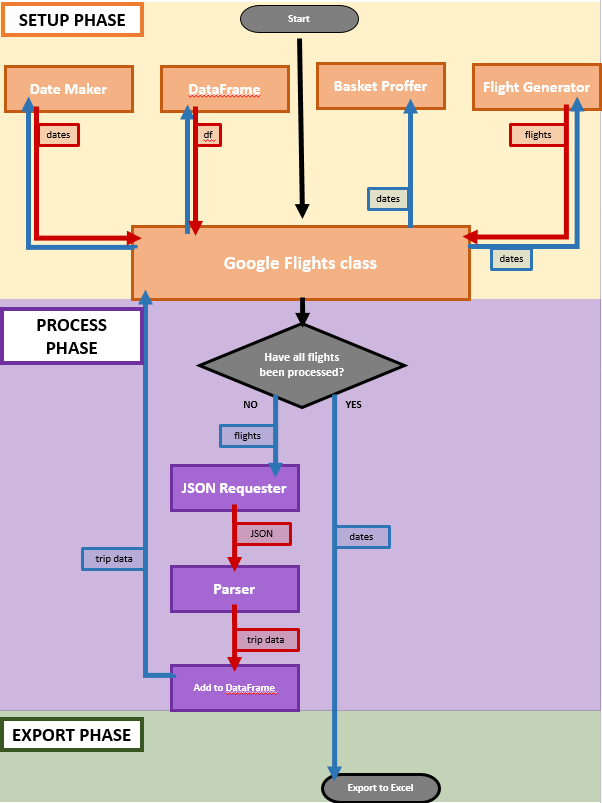 SETUP PHASE
Start
Date Maker
DataFrame
Basket Proffer
Flight Generator
dates
df
flights
dates
dates
Google Flights class
PROCESS
PHASE
Have all flights
been processed?
NO
YES
flights
JSON Requester
JSON
dates
trip data
Parser
trip data
Add to DataFrame
EXPORT PHASE
Export to Excel